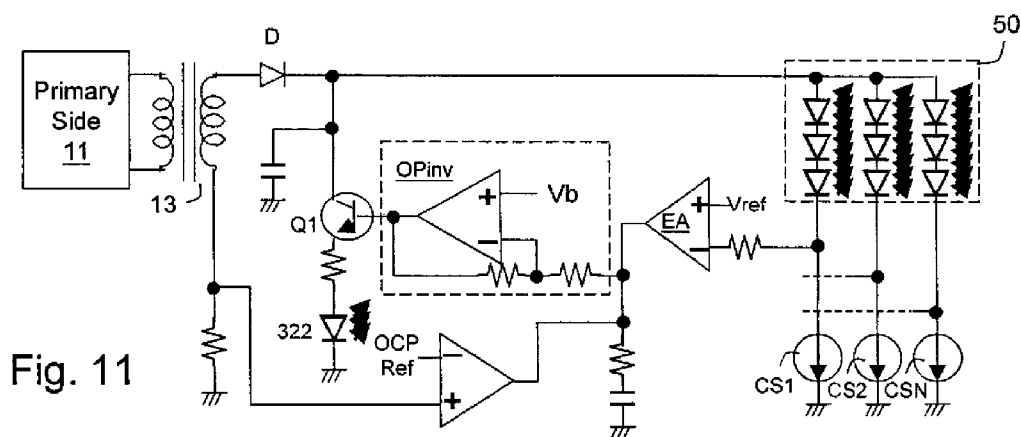 50
D
Primary
Side
11
13
OPinv
+
Vb
−
Q1
EA
+
Vref
−
322
OCP
Ref
−
+
CS1
CS2
CSN
Fig. 11